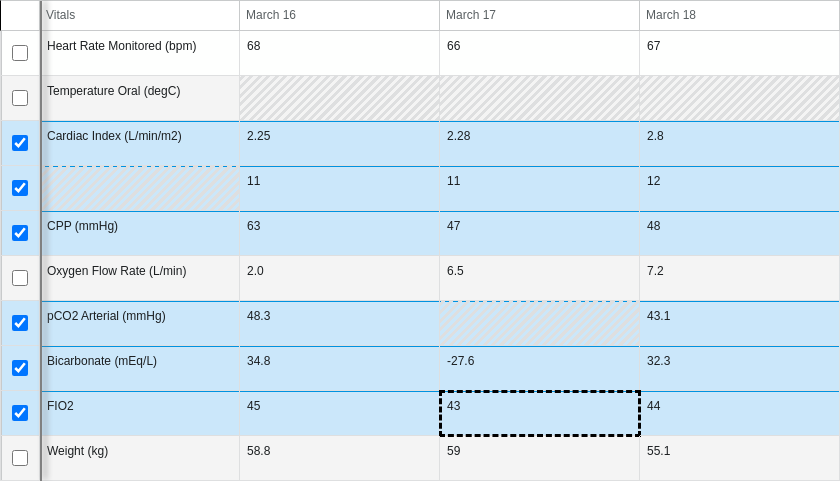 Vitals March 16 March 17 March 18
Heart Rate Monitored (bpm) 68 66 67
Temperature Oral (degC)
Cardiac Index (L/min/m2) 2.25 2.28 2.8
11 11 12
CPP (mmHg) 63 47 48
Oxygen Flow Rate (L/min) 2.0 6.5 7.2
pCO2 Arterial (mmHg) 48.3 43.1
Bicarbonate (mEq/L) 34.8 -27.6 32.3
FIO2 45 43 44
Weight (kg) 58.8 59 55.1